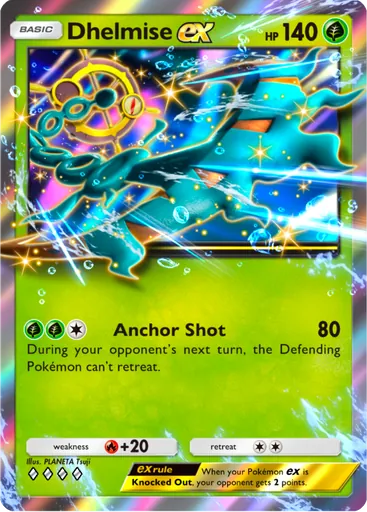 BASIC Dhelmise ex HP 140
Anchor Shot 80
During your opponent's next turn, the Defending
Pokémon can't retreat.
weakness +20 retreat
Illus. PLANETA Tsuji
ex rule When your Pokémon ex is
Knocked Out, your opponent gets 2 points.